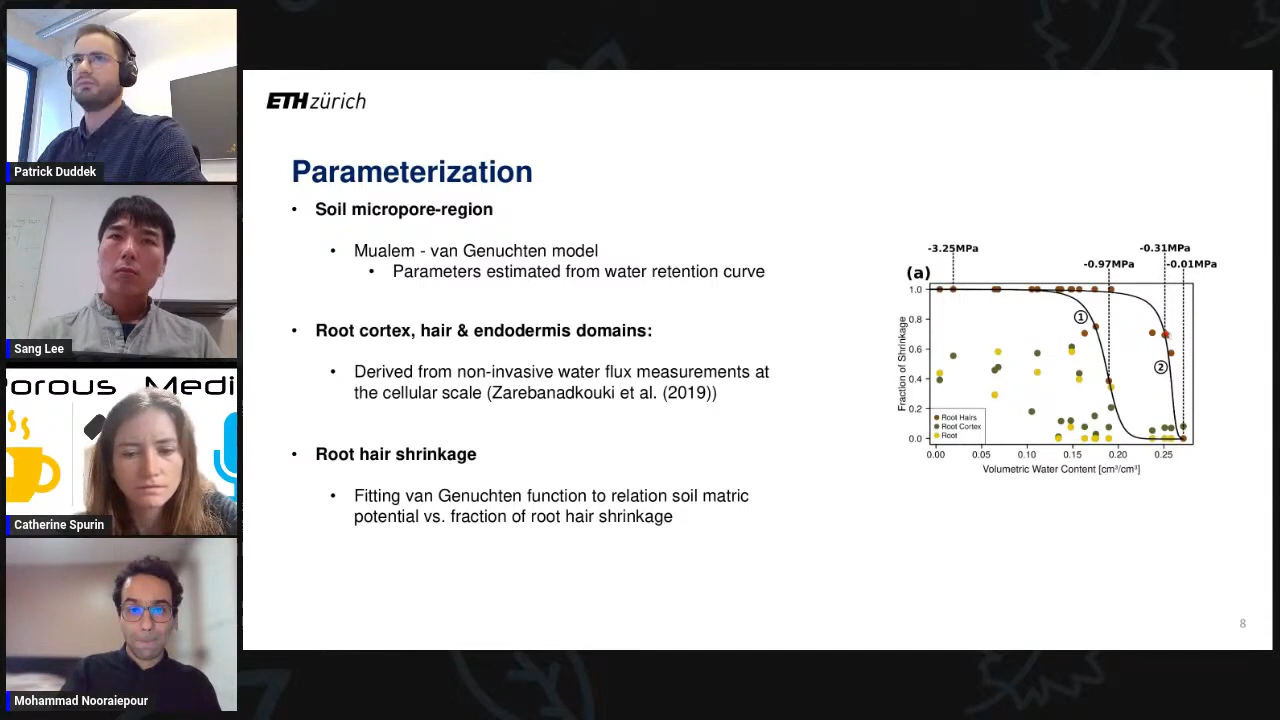 Patrick Duddek
Sang Lee
Porous Medi
Catherine Spurin
Mohammad Nooraiepour
ETH zürich
Parameterization
• Soil micropore-region
• Mualem - van Genuchten model
• Parameters estimated from water retention curve
• Root cortex, hair & endodermis domains:
• Derived from non-invasive water flux measurements at
the cellular scale (Zarebanadkouki et al. (2019))
• Root hair shrinkage
• Fitting van Genuchten function to relation soil matric
potential vs. fraction of root hair shrinkage
-3.25MPa
-0.31MPa
-0.97MPa
-0.01MPa
(a)
1.0
0.8
0.6
0.4
0.2
0.0
Fraction of Shrinkage
1
2
Root Hairs
Root Cortex
Root
0.00 0.05 0.10 0.15 0.20 0.25
Volumetric Water Content [cm³/cm³]
8